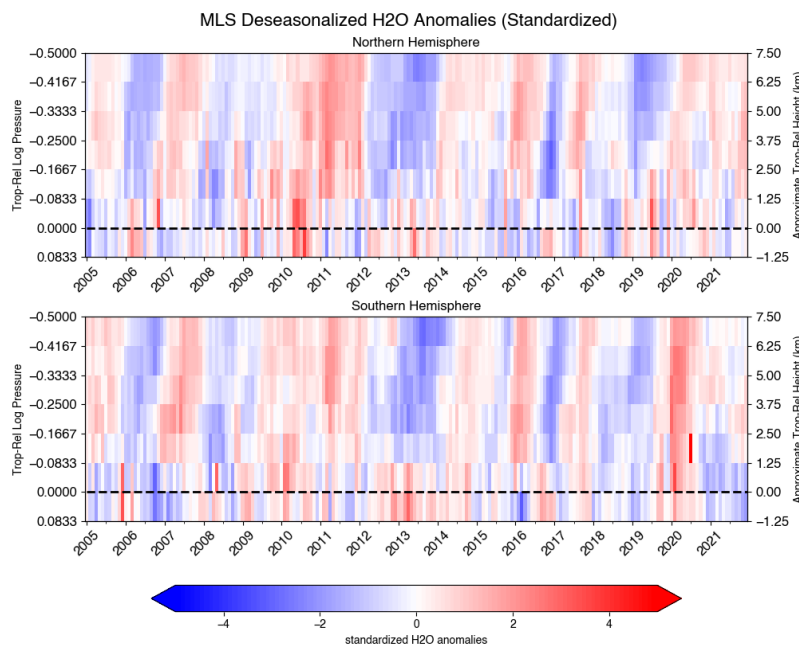 MLS Deseasonalized H2O Anomalies (Standardized)
Northern Hemisphere
−0.5000
−0.4167
−0.3333
−0.2500
−0.1667
−0.0833
0.0000
0.0833
Trop-Rel Log Pressure
7.50
6.25
5.00
3.75
2.50
1.25
0.00
−1.25
Approximate Trop-Rel Height (km)
2005 2006 2007 2008 2009 2010 2011 2012 2013 2014 2015 2016 2017 2018 2019 2020 2021
Southern Hemisphere
−0.5000
−0.4167
−0.3333
−0.2500
−0.1667
−0.0833
0.0000
0.0833
Trop-Rel Log Pressure
7.50
6.25
5.00
3.75
2.50
1.25
0.00
−1.25
Approximate Trop-Rel Height (km)
2005 2006 2007 2008 2009 2010 2011 2012 2013 2014 2015 2016 2017 2018 2019 2020 2021
−4 −2 0 2 4
standardized H2O anomalies